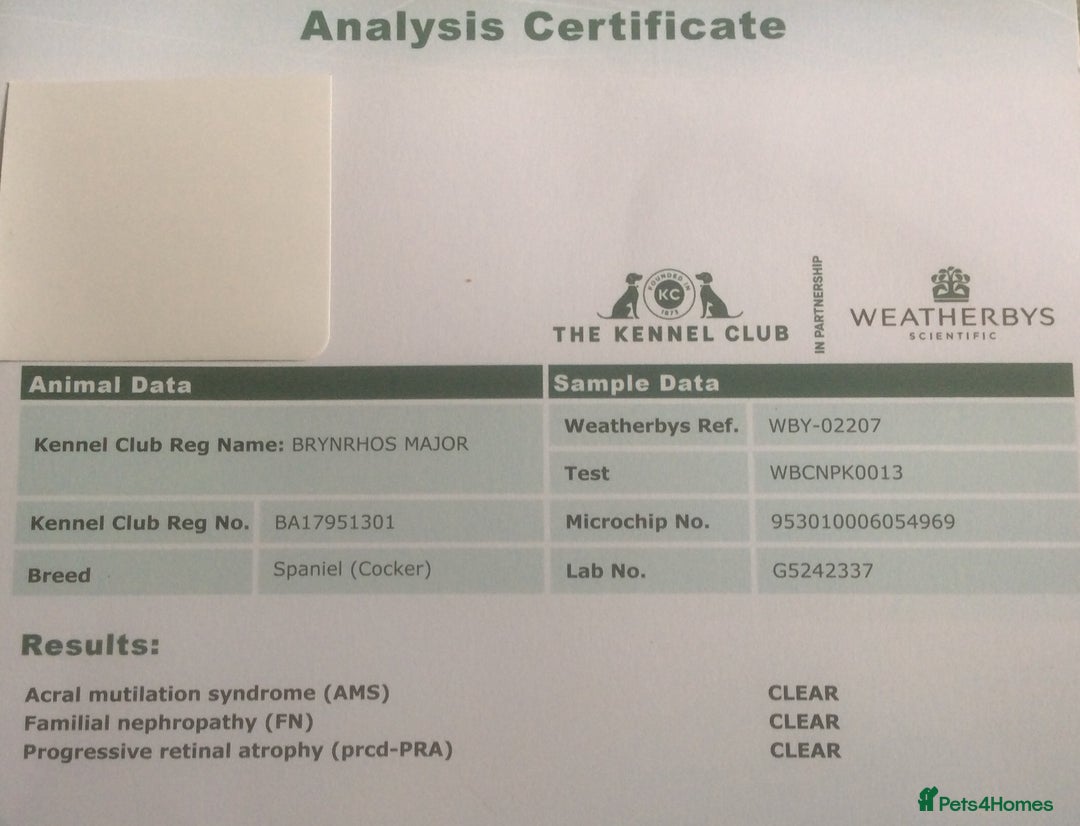 Analysis Certificate
FOUNDED IN
KC
1873
THE KENNEL CLUB
IN PARTNERSHIP
WEATHERBYS
SCIENTIFIC
Animal Data
Sample Data
Kennel Club Reg Name: BRYNRHOS MAJOR
Weatherbys Ref. WBY-02207
Test WBCNPK0013
Kennel Club Reg No. BA17951301
Microchip No. 953010006054969
Breed Spaniel (Cocker)
Lab No. G5242337
Results:
Acral mutilation syndrome (AMS) CLEAR
Familial nephropathy (FN) CLEAR
Progressive retinal atrophy (prcd-PRA) CLEAR
Pets4Homes